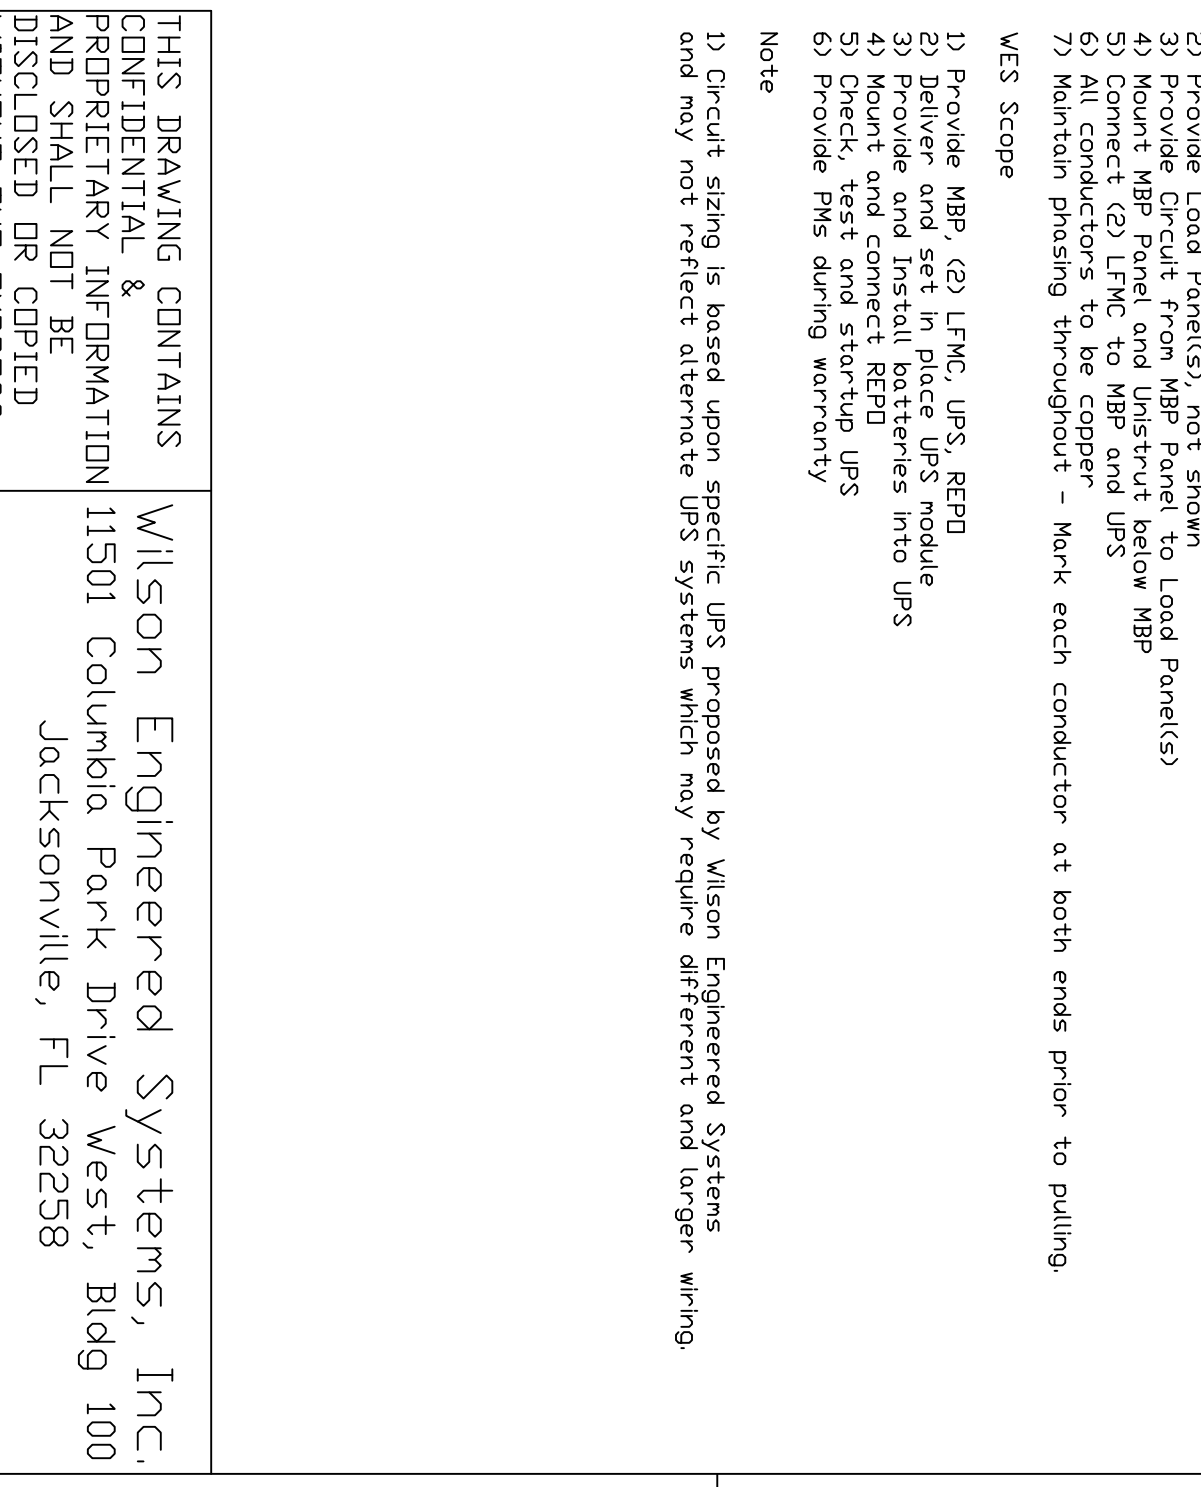 2) Provide Load Panel(s), not shown
3) Provide Circuit from MBP Panel to Load Panel(s)
4) Mount MBP Panel and Unistrut below MBP
5) Connect (2) LFMC to MBP and UPS
6) All conductors to be copper
7) Maintain phasing throughout - Mark each conductor at both ends prior to pulling.
WES Scope
1) Provide MBP, (2) LFMC, UPS, REPO
2) Deliver and set in place UPS module
3) Provide and Install batteries into UPS
4) Mount and connect REPO
5) Check, test and startup UPS
6) Provide PMs during warranty
Note
1) Circuit sizing is based upon specific UPS proposed by Wilson Engineered Systems
and may not reflect alternate UPS systems which may require different and larger wiring.
THIS DRAWING CONTAINS
CONFIDENTIAL &
PROPRIETARY INFORMATION
AND SHALL NOT BE
DISCLOSED OR COPIED
Wilson Engineered Systems, Inc.
11501 Columbia Park Drive West, Bldg 100
Jacksonville, FL 32258